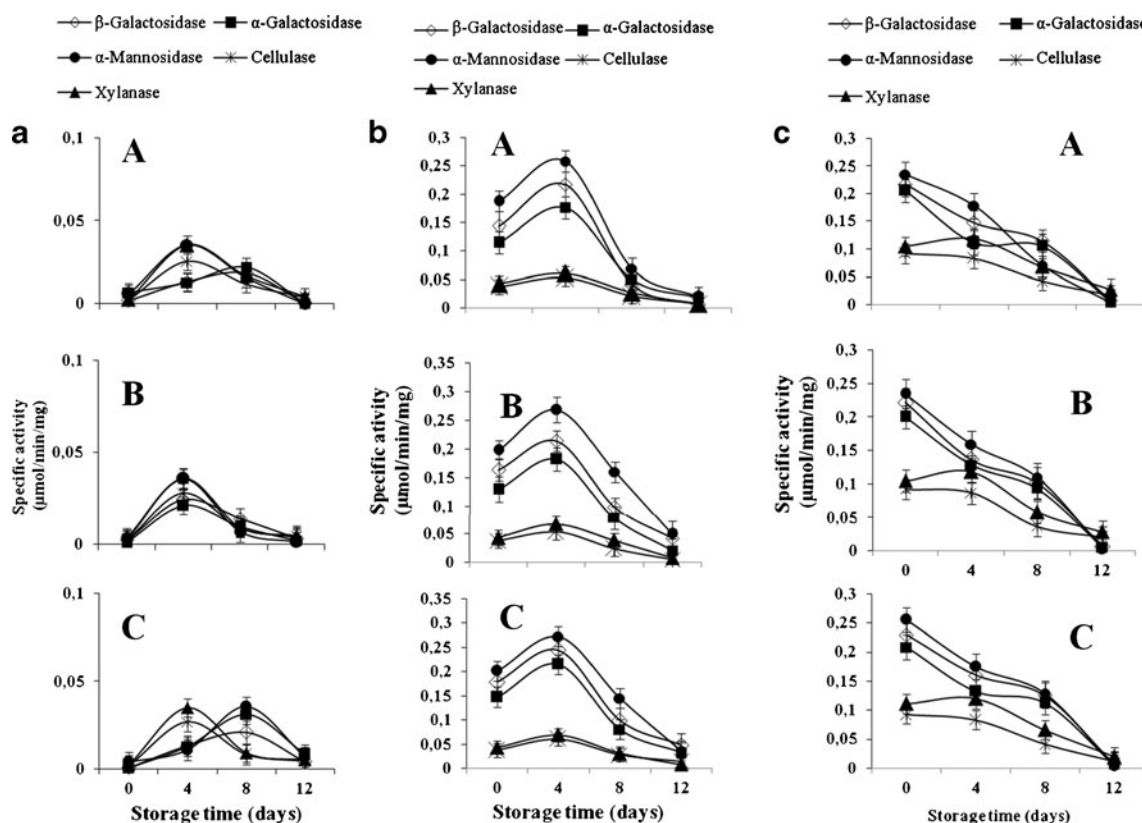 β-Galactosidase α-Galactosidase
α-Mannosidase Cellulase
Xylanase
β-Galactosidase α-Galactosidase
α-Mannosidase Cellulase
Xylanase
β-Galactosidase α-Galactosidase
α-Mannosidase Cellulase
Xylanase
a
0,1
A
0,05
0
0,1
B
0,05
0
0,1
C
0,05
0
0 4 8 12
Specific activity
(μmol/min/mg)
Storage time (days)
b
0,3
A
0,25
0,2
0,15
0,1
0,05
0
0,35
0,3
B
0,25
0,2
0,15
0,1
0,05
0
0,35
0,3
C
0,25
0,2
0,15
0,1
0,05
0
0 4 8 12
Specific ativity
(μmol/min/mg)
Storage time (days)
c
0,3
A
0,25
0,2
0,15
0,1
0,05
0
0,3
0,25
B
0,2
0,15
0,1
0,05
0
0 4 8 12
0,3
0,25
C
0,2
0,15
0,1
0,05
0
0 4 8 12
Specific activity
(μmol/min/mg)
Storage time (days)